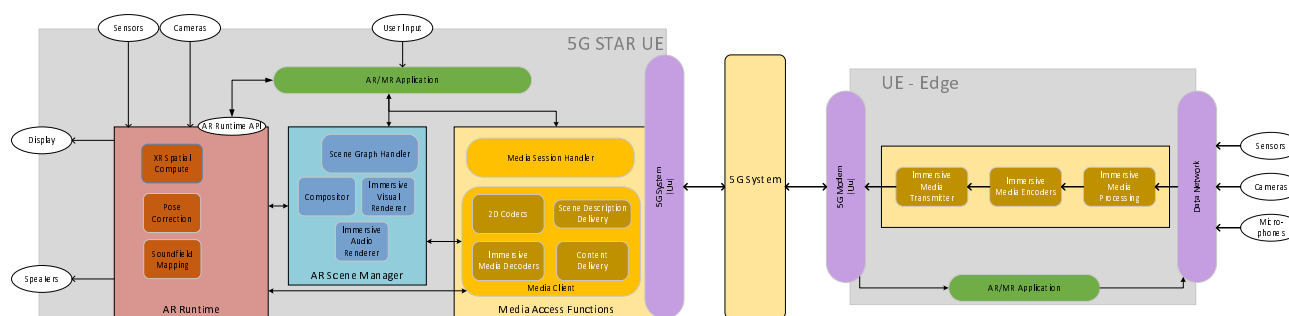 Sensors
Cameras
User Input
5G STAR UE
AR/MR Application
AR Runtime API
Display
Speakers
XR Spatial
Compute
Pose
Correction
Soundfield
Mapping
AR Runtime
Scene Graph Handler
Compositor
Immersive
Visual
Renderer
Immersive
Audio
Renderer
AR Scene Manager
Media Session Handler
2D Codecs
Scene Description
Delivery
Immersive
Media Decoders
Content
Delivery
Media Client
Media Access Functions
5G System
(Uu)
5G System
UE - Edge
5G Modem
(Uu)
Immersive
Media
Transmitter
Immersive
Media Encoders
Immersive
Media
Processing
Data Network
AR/MR Application
Sensors
Cameras
Micro-
phones